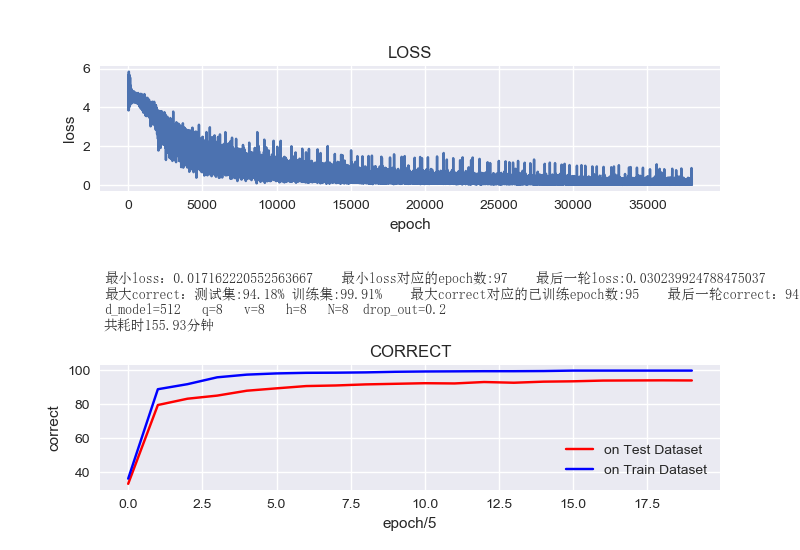 LOSS
6
4
2
0
loss
0 5000 10000 15000 20000 25000 30000 35000
epoch
最小loss：0.017162220552563667 最小loss对应的epoch数:97 最后一轮loss:0.030239924788475037
最大correct：测试集:94.18% 训练集:99.91% 最大correct对应的已训练epoch数:95 最后一轮correct：94
d_model=512 q=8 v=8 h=8 N=8 drop_out=0.2
共耗时155.93分钟
CORRECT
100
80
60
40
correct
on Test Dataset
on Train Dataset
0.0 2.5 5.0 7.5 10.0 12.5 15.0 17.5
epoch/5